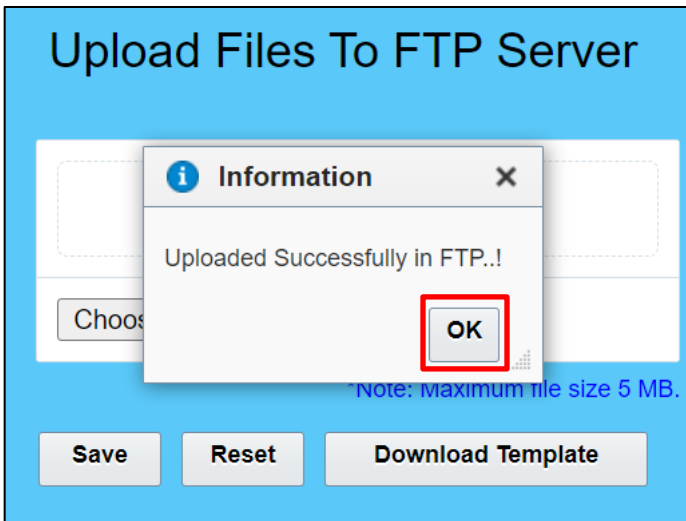 Upload Files To FTP Server
Information
Uploaded Successfully in FTP..!
OK
Choos
*Note: Maximum file size 5 MB.
Save Reset Download Template